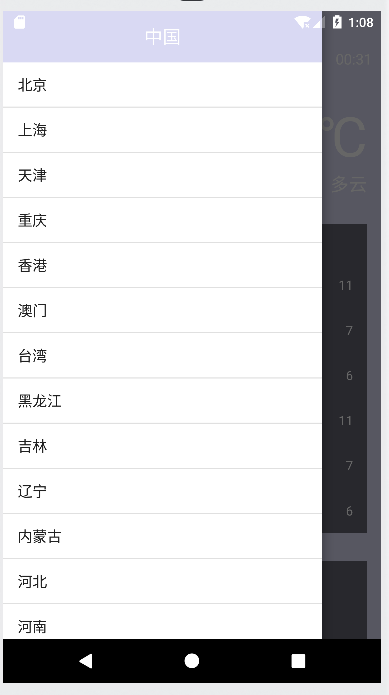 1:08
中国
00:31
℃
多云
北京
上海
天津
重庆
香港
11
澳门
7
台湾
6
黑龙江
11
吉林
7
辽宁
6
内蒙古
河北
河南